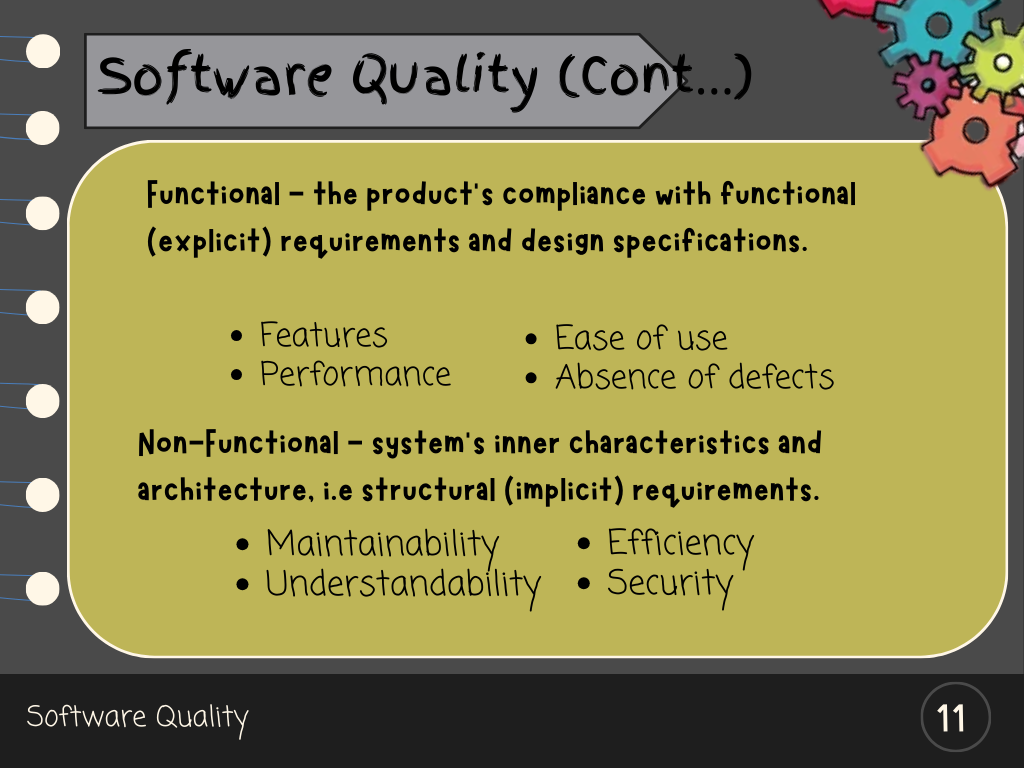 Software Quality (Cont...)
Functional - the product's compliance with functional
(explicit) requirements and design specifications.
• Features
• Performance
• Ease of use
• Absence of defects
Non-Functional - system's inner characteristics and
architecture, i.e structural (implicit) requirements.
• Maintainability
• Understandability
• Efficiency
• Security
Software Quality
11